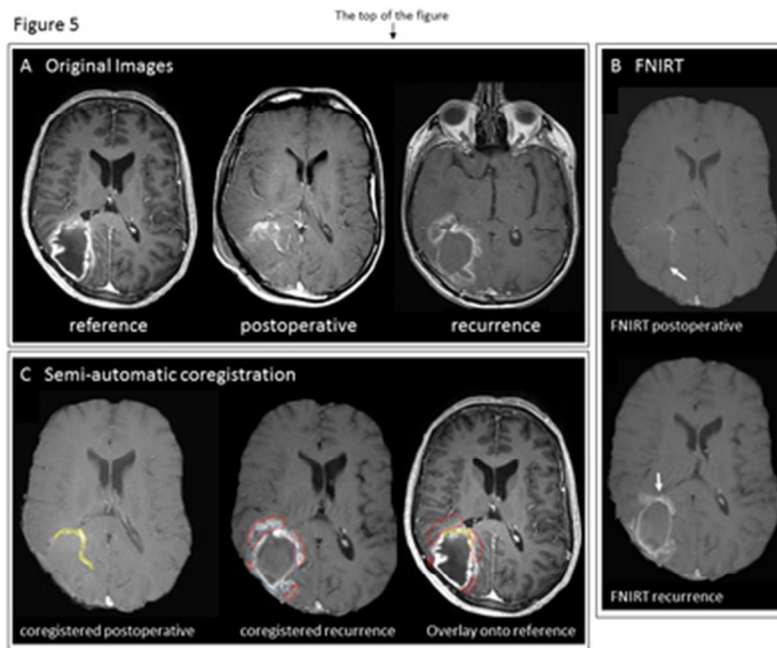 The top of the figure
Figure 5
A Original Images
reference
postoperative
recurrence
B FNIRT
FNIRT postoperative
FNIRT recurrence
C Semi-automatic coregistration
coregistered postoperative
coregistered recurrence
Overlay onto reference